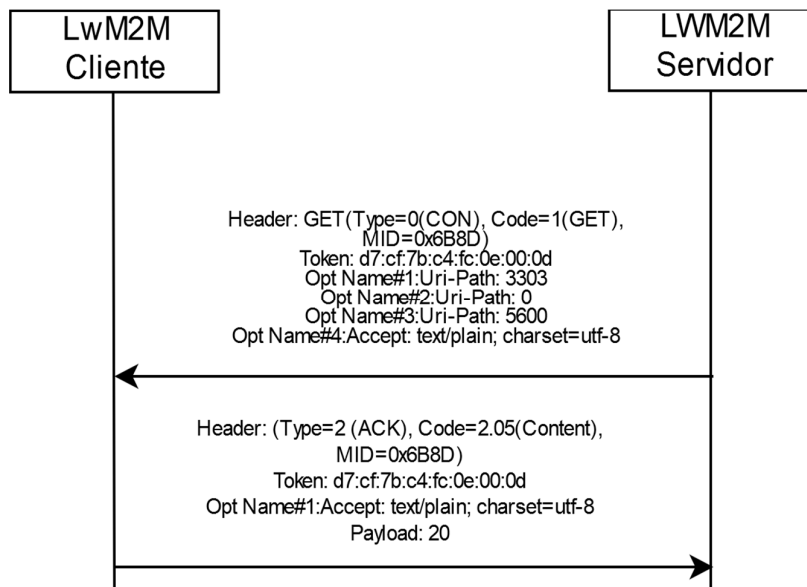 LwM2M
Cliente
LWM2M
Servidor
Header: GET(Type=0(CON), Code=1(GET),
MID=0x6B8D)
Token: d7:cf:7b:c4:fc:0e:00:0d
Opt Name#1:Uri-Path: 3303
Opt Name#2:Uri-Path: 0
Opt Name#3:Uri-Path: 5600
Opt Name#4:Accept: text/plain; charset=utf-8
Header: (Type=2 (ACK), Code=2.05(Content),
MID=0x6B8D)
Token: d7:cf:7b:c4:fc:0e:00:0d
Opt Name#1:Accept: text/plain; charset=utf-8
Payload: 20